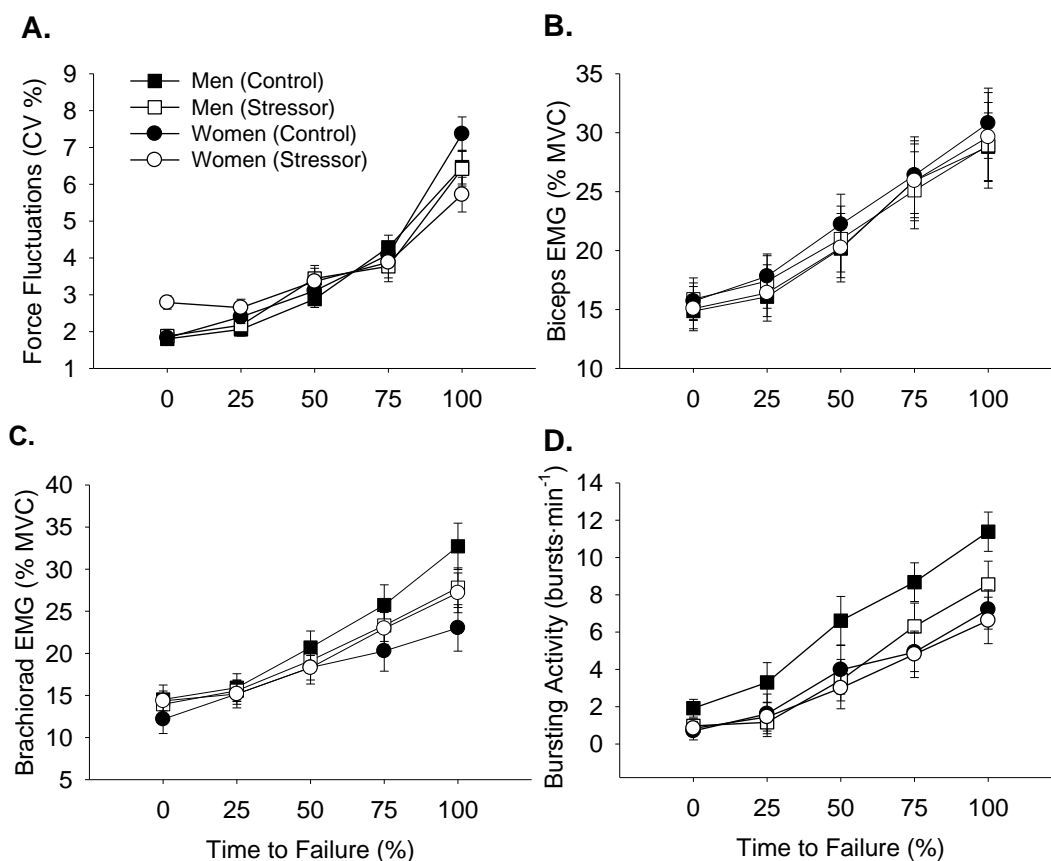 A.
Force Fluctuations (CV %)
9
8
7
6
5
4
3
2
1
Men (Control)
Men (Stressor)
Women (Control)
Women (Stressor)
0 25 50 75 100
B.
Biceps EMG (% MVC)
35
30
25
20
15
10
0 25 50 75 100
C.
Brachiorad EMG (% MVC)
40
35
30
25
20
15
10
5
0 25 50 75 100
Time to Failure (%)
D.
Bursting Activity (bursts·min⁻¹)
14
12
10
8
6
4
2
0
0 25 50 75 100
Time to Failure (%)